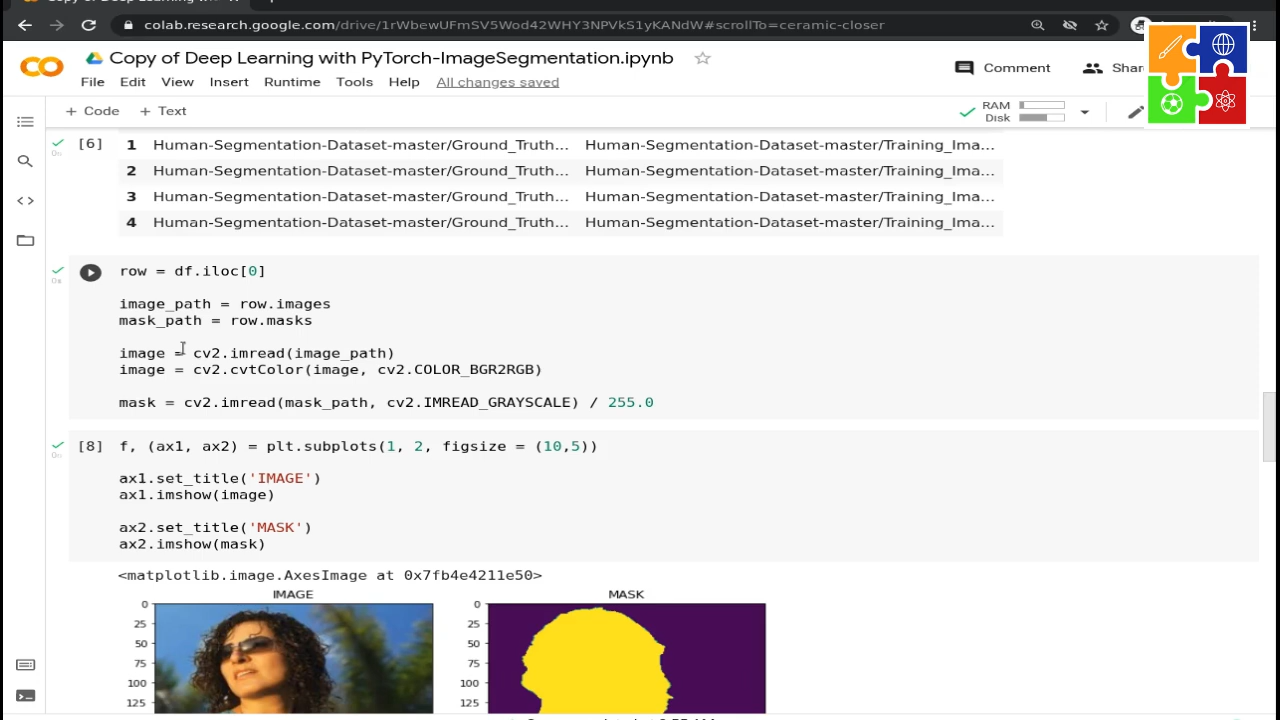 colab.research.google.com/drive/1rWbewUFmSV5Wod42WHY3NPVkS1yKANdW#scrollTo=ceramic-closer
Copy of Deep Learning with PyTorch-ImageSegmentation.ipynb
File Edit View Insert Runtime Tools Help All changes saved
Comment
+ Code + Text
RAM
Disk
[6]
1 Human-Segmentation-Dataset-master/Ground_Truth... Human-Segmentation-Dataset-master/Training_Ima...
2 Human-Segmentation-Dataset-master/Ground_Truth... Human-Segmentation-Dataset-master/Training_Ima...
3 Human-Segmentation-Dataset-master/Ground_Truth... Human-Segmentation-Dataset-master/Training_Ima...
4 Human-Segmentation-Dataset-master/Ground_Truth... Human-Segmentation-Dataset-master/Training_Ima...
row = df.iloc[0]
image_path = row.images
mask_path = row.masks
image = cv2.imread(image_path)
image = cv2.cvtColor(image, cv2.COLOR_BGR2RGB)
mask = cv2.imread(mask_path, cv2.IMREAD_GRAYSCALE) / 255.0
[8] f, (ax1, ax2) = plt.subplots(1, 2, figsize = (10,5))
ax1.set_title('IMAGE')
ax1.imshow(image)
ax2.set_title('MASK')
ax2.imshow(mask)
<matplotlib.image.AxesImage at 0x7fb4e4211e50>
IMAGE MASK
0 0
25 25
50 50
75 75
100 100
125 125